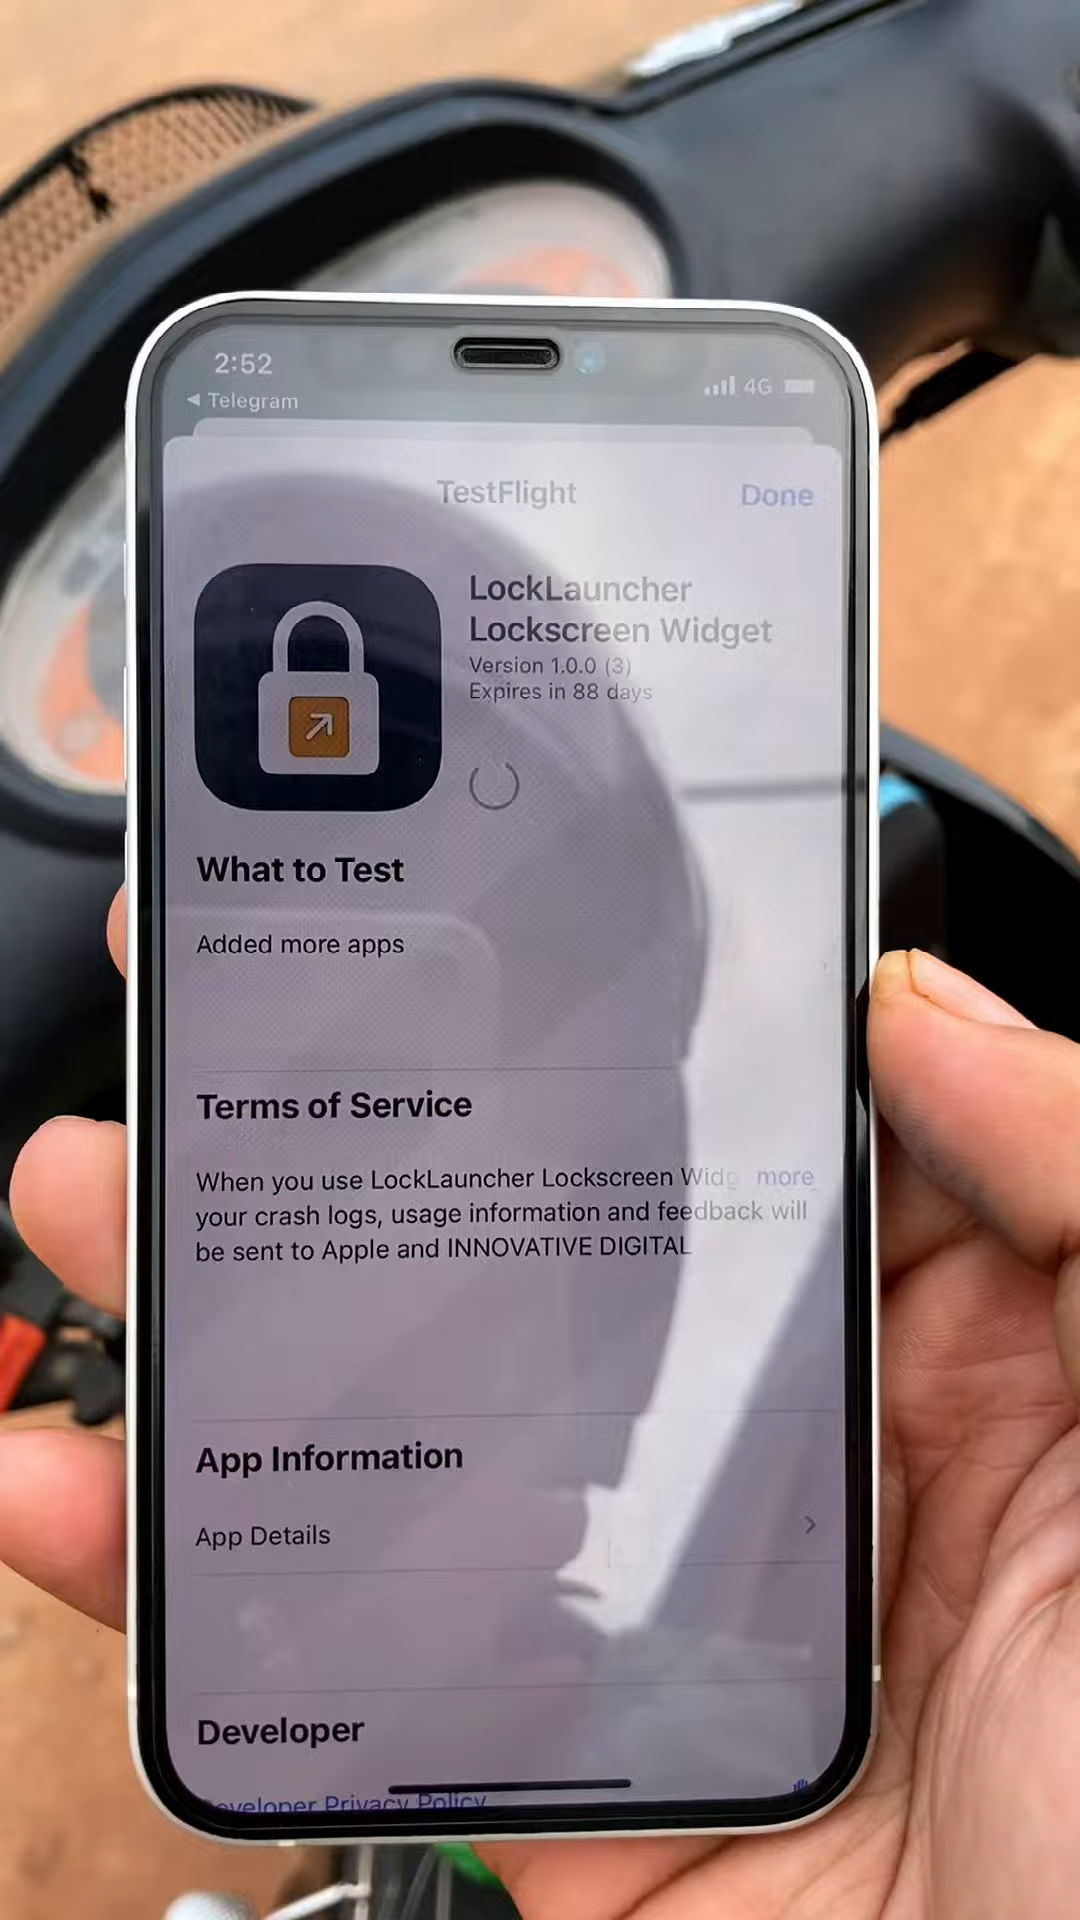 2:52
◀ Telegram
4G
TestFlight
Done
LockLauncher
Lockscreen Widget
Version 1.0.0 (3)
Expires in 88 days
What to Test
Added more apps
Terms of Service
When you use LockLauncher Lockscreen Widg more
your crash logs, usage information and feedback will
be sent to Apple and INNOVATIVE DIGITAL
App Information
App Details
Developer
Developer Privacy Policy